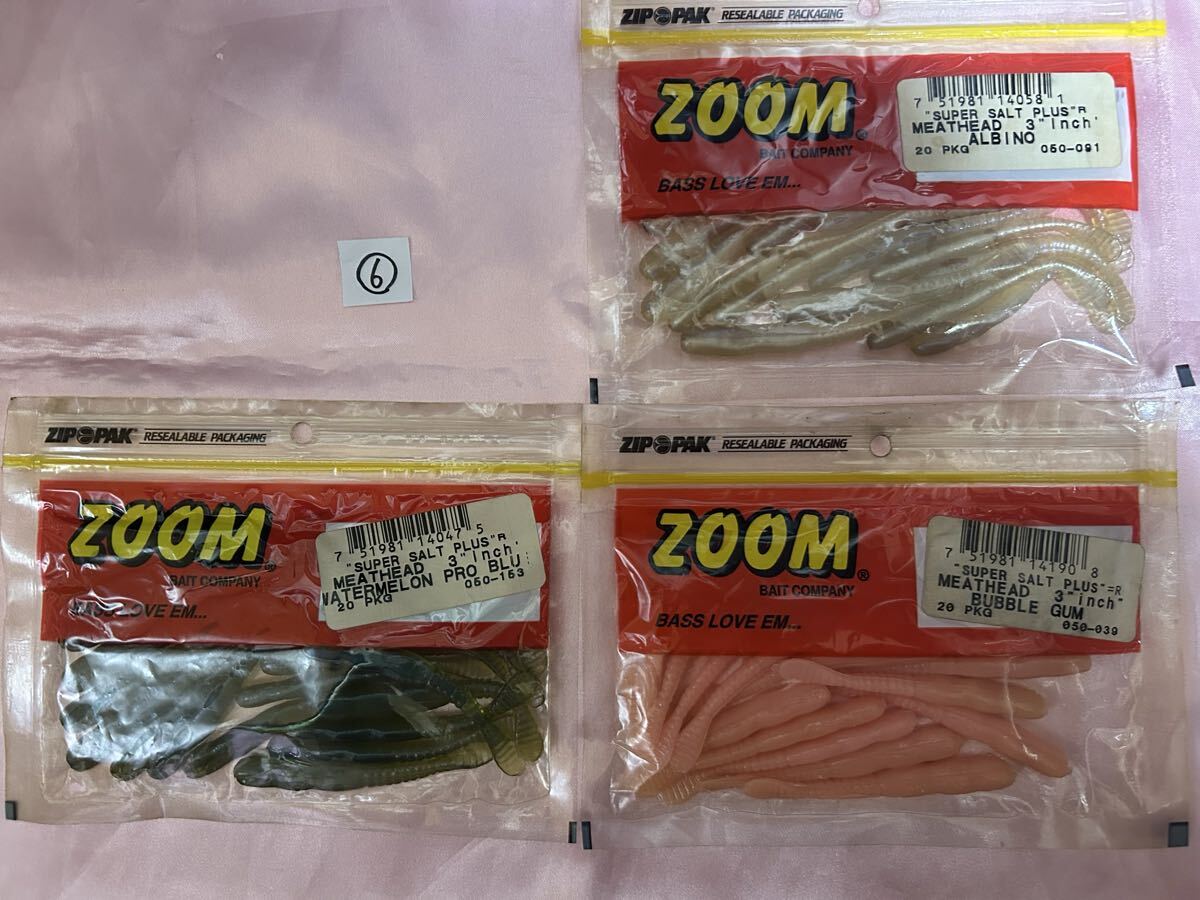 ZIP PAK RESEALABLE PACKAGING
ZOOM®
BAIT COMPANY
BASS LOVE EM...
7 51981 14058 1
"SUPER SALT PLUS"R
MEATHEAD 3"Inch'
ALBINO
20 PKG 050-091
⑥
ZIP PAK RESEALABLE PACKAGING
ZOOM®
BAIT COMPANY
BASS LOVE EM...
7 51981 14047 5
"SUPER SALT PLUS"R
MEATHEAD 3"Inch'
WATERMELON PRO BLU
20 PKG 050-153
ZIP PAK RESEALABLE PACKAGING
ZOOM®
BAIT COMPANY
BASS LOVE EM...
7 51981 14190 8
"SUPER SALT PLUS"=R
MEATHEAD 3"inch"
BUBBLE GUM
20 PKG 050-039